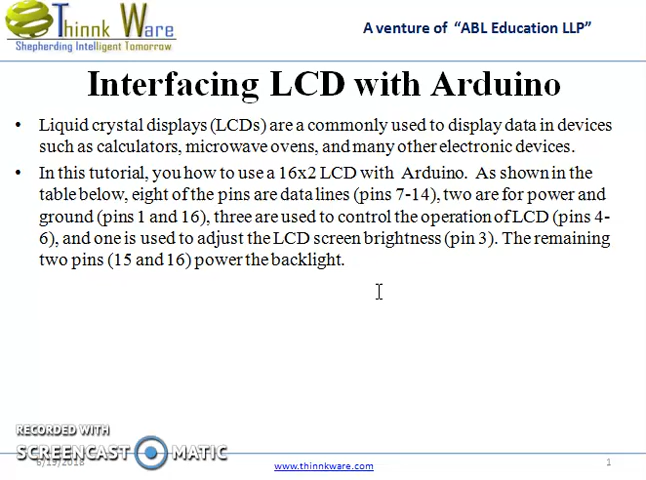 Thinnk Ware
Shepherding Intelligent Tomorrow
A venture of "ABL Education LLP"
Interfacing LCD with Arduino
• Liquid crystal displays (LCDs) are a commonly used to display data in devices
such as calculators, microwave ovens, and many other electronic devices.
• In this tutorial, you how to use a 16x2 LCD with Arduino. As shown in the
table below, eight of the pins are data lines (pins 7-14), two are for power and
ground (pins 1 and 16), three are used to control the operation of LCD (pins 4-
6), and one is used to adjust the LCD screen brightness (pin 3). The remaining
two pins (15 and 16) power the backlight.
RECORDED WITH
SCREENCAST MATIC
6/19/2018
www.thinnkware.com
1